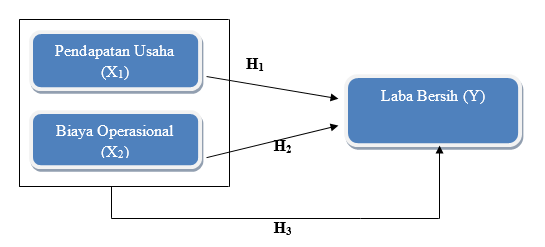 Pendapatan Usaha
(X₁)
H₁
Laba Bersih (Y)
Biaya Operasional
(X₂)
H₂
H₃